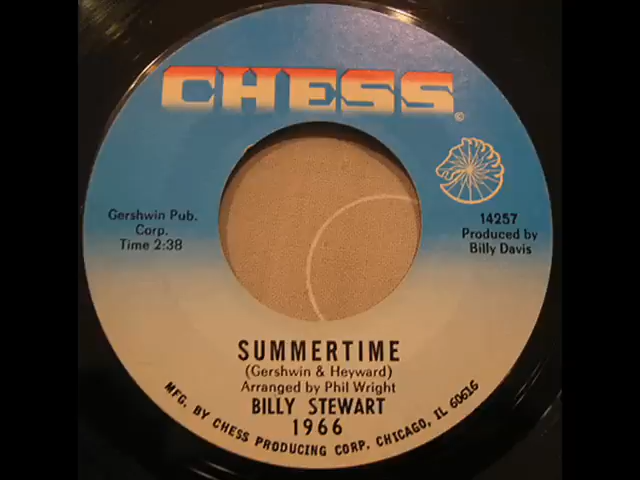 CHESS
©
Gershwin Pub.
Corp.
Time 2:38
14257
Produced by
Billy Davis
SUMMERTIME
(Gershwin & Heyward)
Arranged by Phil Wright
BILLY STEWART
1966
MFG. BY CHESS PRODUCING CORP. CHICAGO, IL 60616